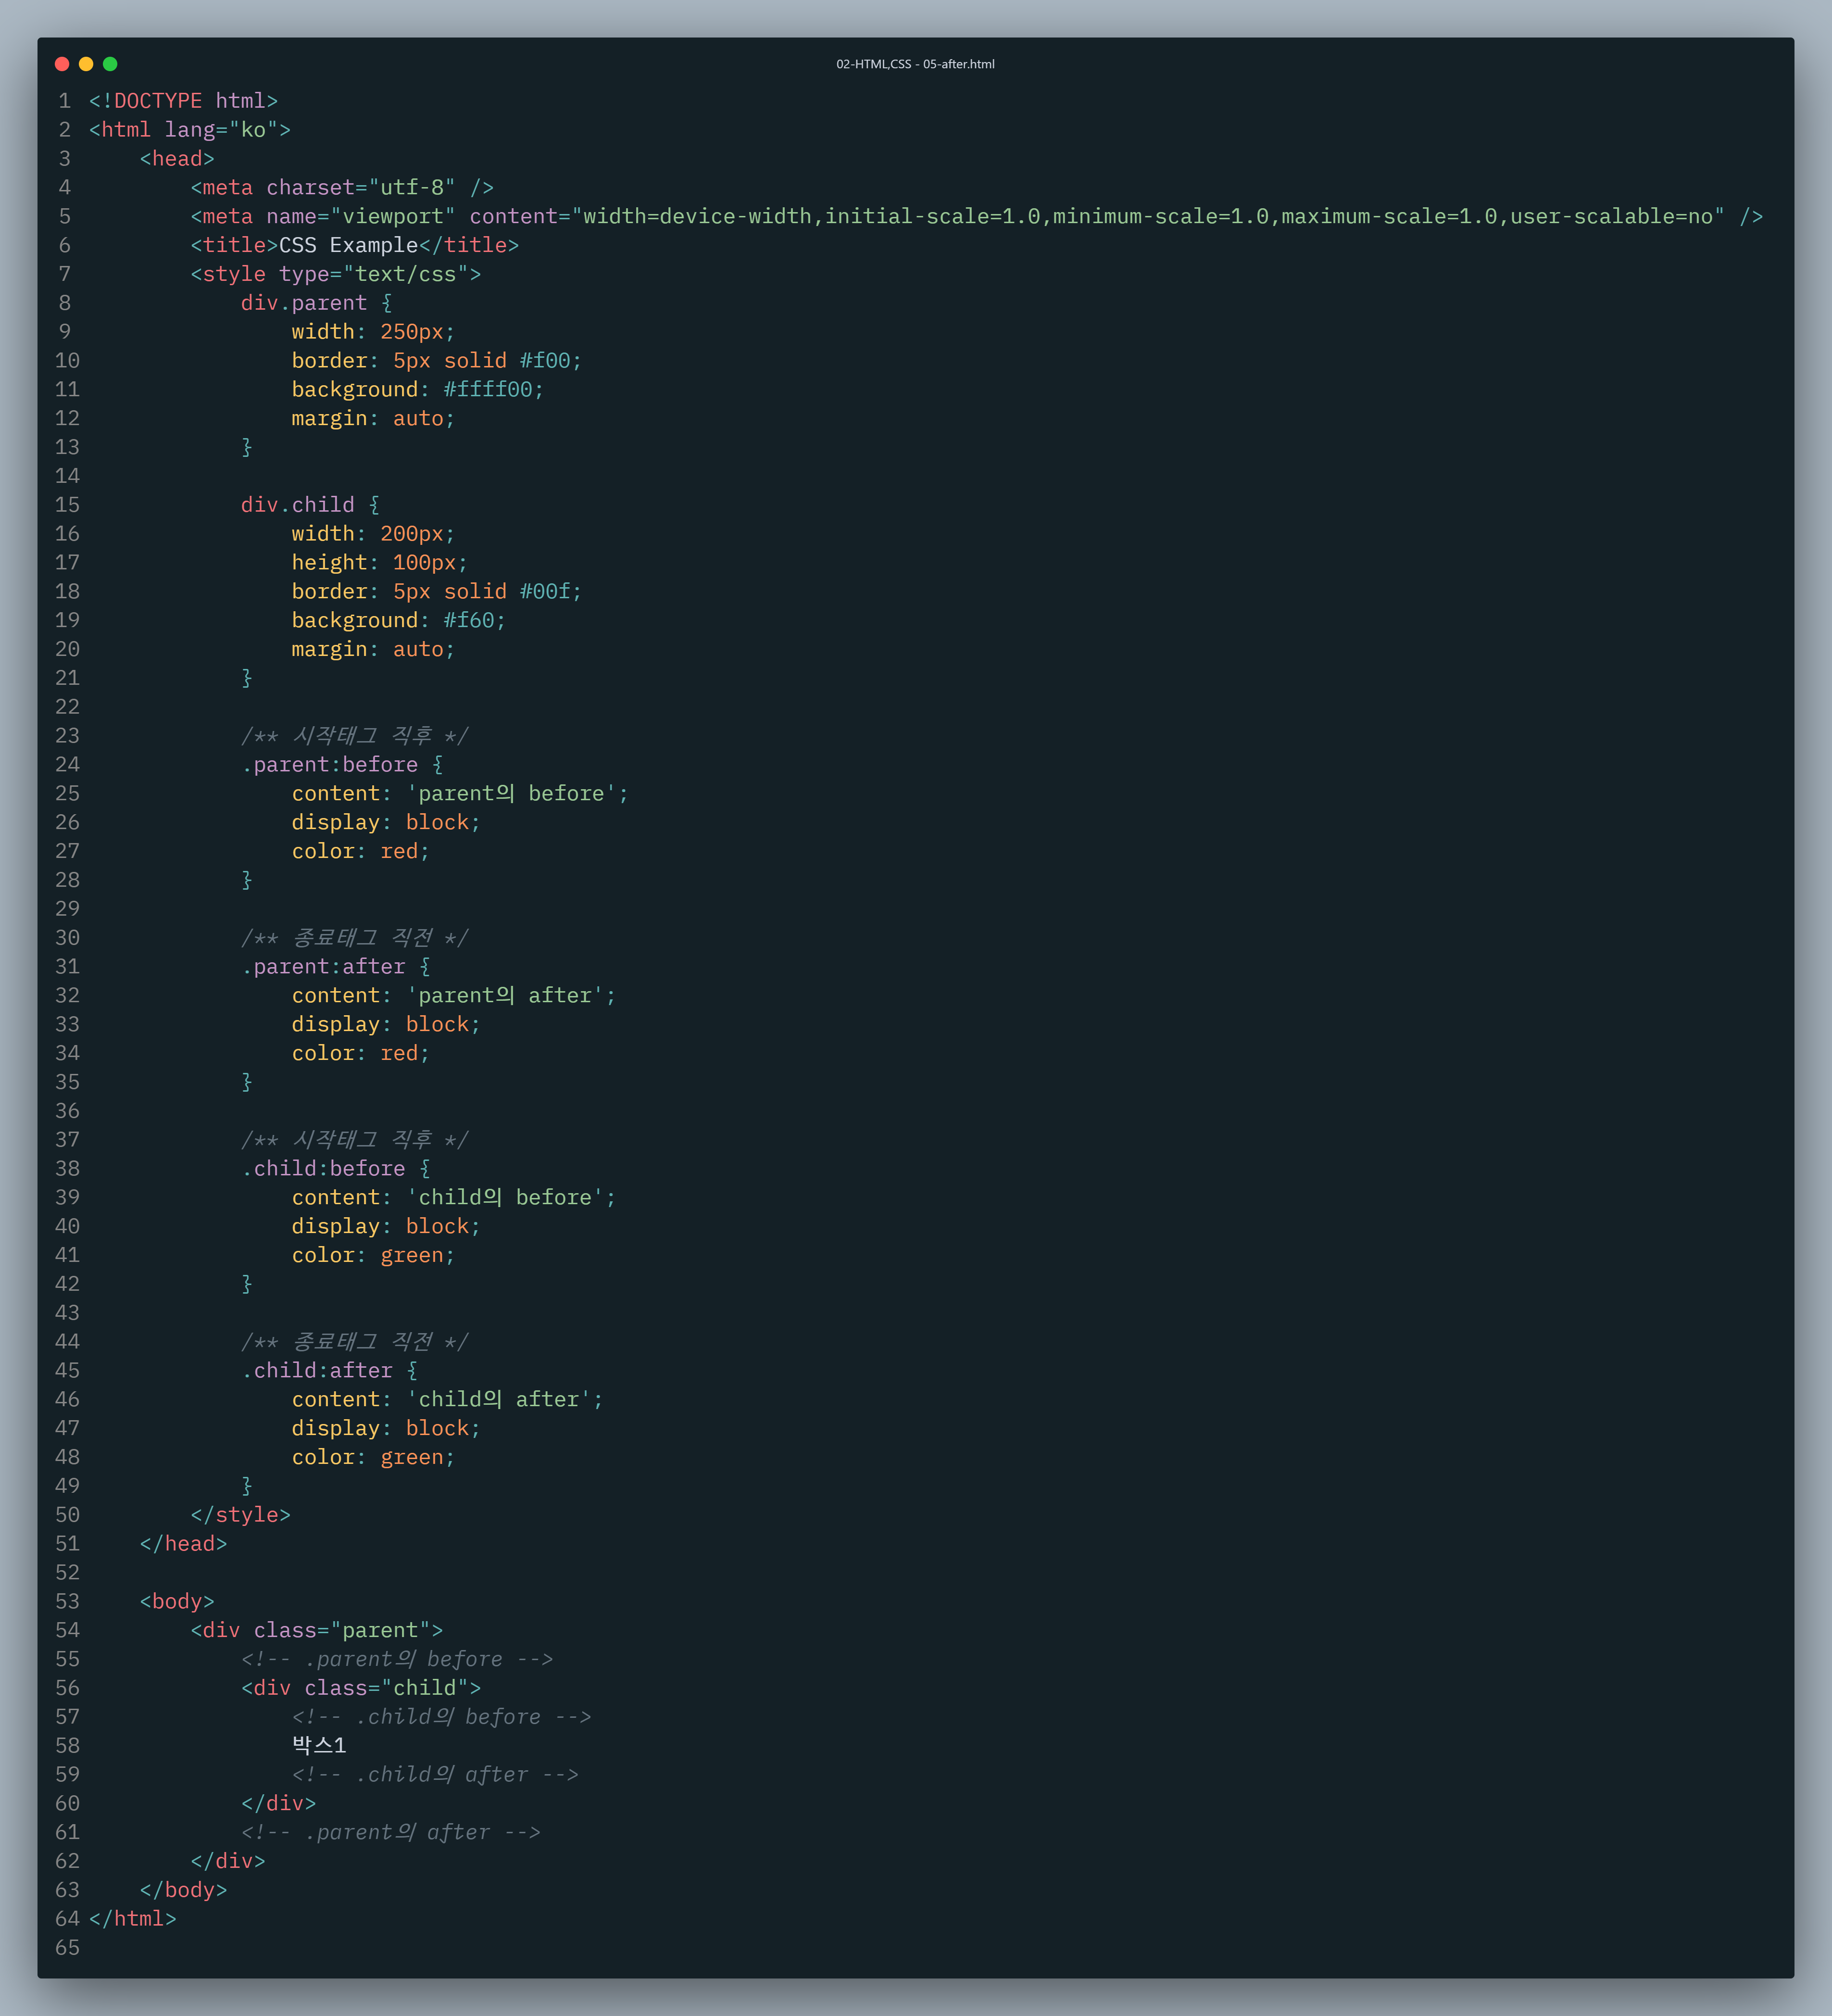 02-HTML,CSS - 05-after.html
1 <!DOCTYPE html>
2 <html lang="ko">
3     <head>
4         <meta charset="utf-8" />
5         <meta name="viewport" content="width=device-width,initial-scale=1.0,minimum-scale=1.0,maximum-scale=1.0,user-scalable=no" />
6         <title>CSS Example</title>
7         <style type="text/css">
8             div.parent {
9                 width: 250px;
10                 border: 5px solid #f00;
11                 background: #ffff00;
12                 margin: auto;
13             }
14
15             div.child {
16                 width: 200px;
17                 height: 100px;
18                 border: 5px solid #00f;
19                 background: #f60;
20                 margin: auto;
21             }
22
23             /** 시작태그 직후 */
24             .parent:before {
25                 content: 'parent의 before';
26                 display: block;
27                 color: red;
28             }
29
30             /** 종료태그 직전 */
31             .parent:after {
32                 content: 'parent의 after';
33                 display: block;
34                 color: red;
35             }
36
37             /** 시작태그 직후 */
38             .child:before {
39                 content: 'child의 before';
40                 display: block;
41                 color: green;
42             }
43
44             /** 종료태그 직전 */
45             .child:after {
46                 content: 'child의 after';
47                 display: block;
48                 color: green;
49             }
50         </style>
51     </head>
52
53     <body>
54         <div class="parent">
55             <!-- .parent의 before -->
56             <div class="child">
57                 <!-- .child의 before -->
58                 박스1
59                 <!-- .child의 after -->
60             </div>
61             <!-- .parent의 after -->
62         </div>
63     </body>
64 </html>
65